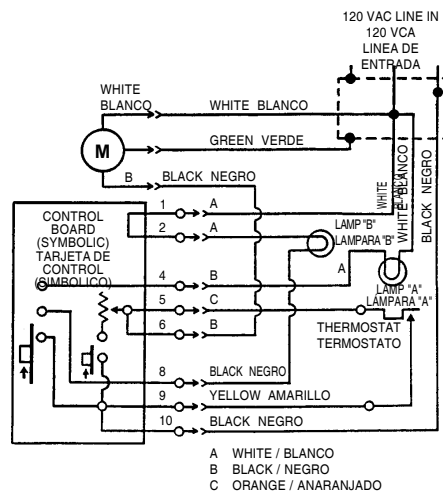 120 VAC LINE IN
120 VCA
LINEA DE
ENTRADA
WHITE
BLANCO
WHITE BLANCO
GREEN VERDE
M
B
BLACK NEGRO
WHITE
BLANCO
WHITE BLANCO
BLACK NEGRO
1 A
2 A
LAMP "B"
LAMPARA "B"
CONTROL
BOARD
(SYMBOLIC)
TARJETA DE
CONTROL
(SIMBOLICO)
4 B
A
LAMP "A"
LÁMPARA "A"
5 C
6 B
THERMOSTAT
TERMOSTATO
8 BLACK NEGRO
9 YELLOW AMARILLO
10 BLACK NEGRO
A WHITE / BLANCO
B BLACK / NEGRO
C ORANGE / ANARANJADO